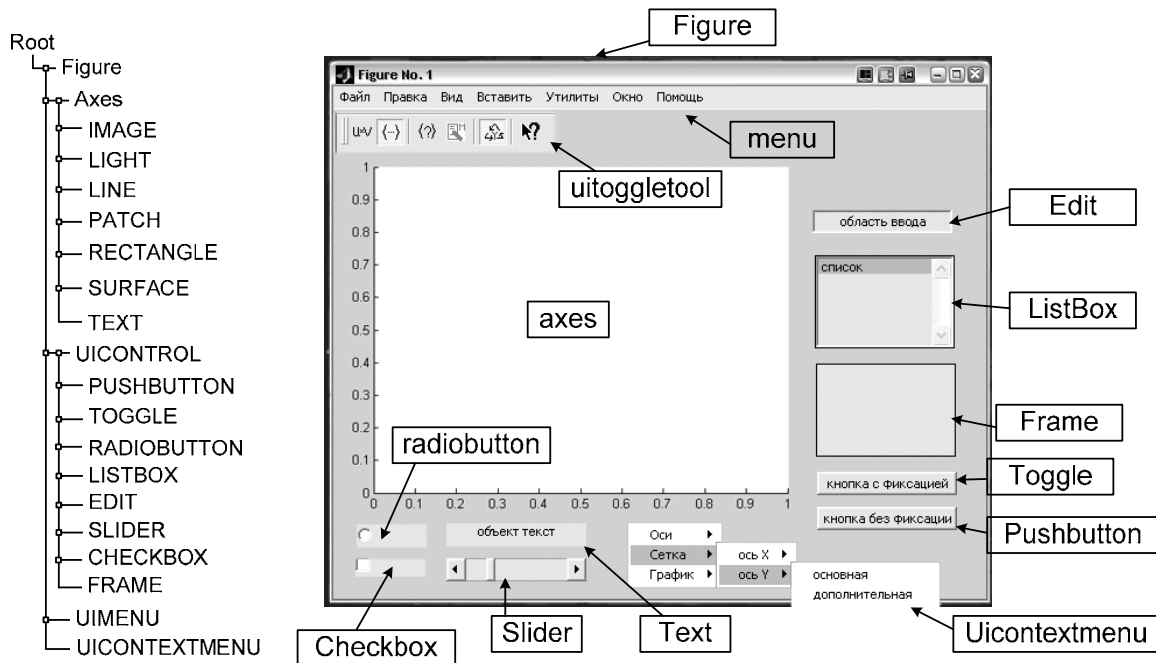 Root
Figure
Axes
IMAGE
LIGHT
LINE
PATCH
RECTANGLE
SURFACE
TEXT
UICONTROL
PUSHBUTTON
TOGGLE
RADIOBUTTON
LISTBOX
EDIT
SLIDER
CHECKBOX
FRAME
UIMENU
UICONTEXTMENU
Figure
Figure No. 1
Файл Правка Вид Вставить Утилиты Окно Помощь
menu
uitoggletool
1
0.9
0.8
0.7
0.6
0.5
0.4
0.3
0.2
0.1
0
0 0.1 0.2 0.3 0.4 0.5 0.6 0.7 0.8 0.9 1
axes
область ввода
Edit
список
ListBox
Frame
кнопка с фиксацией
Toggle
кнопка без фиксации
Pushbutton
radiobutton
объект текст
Оси
Сетка
График
ось X
ось Y
основная
дополнительная
Checkbox
Slider
Text
Uicontextmenu